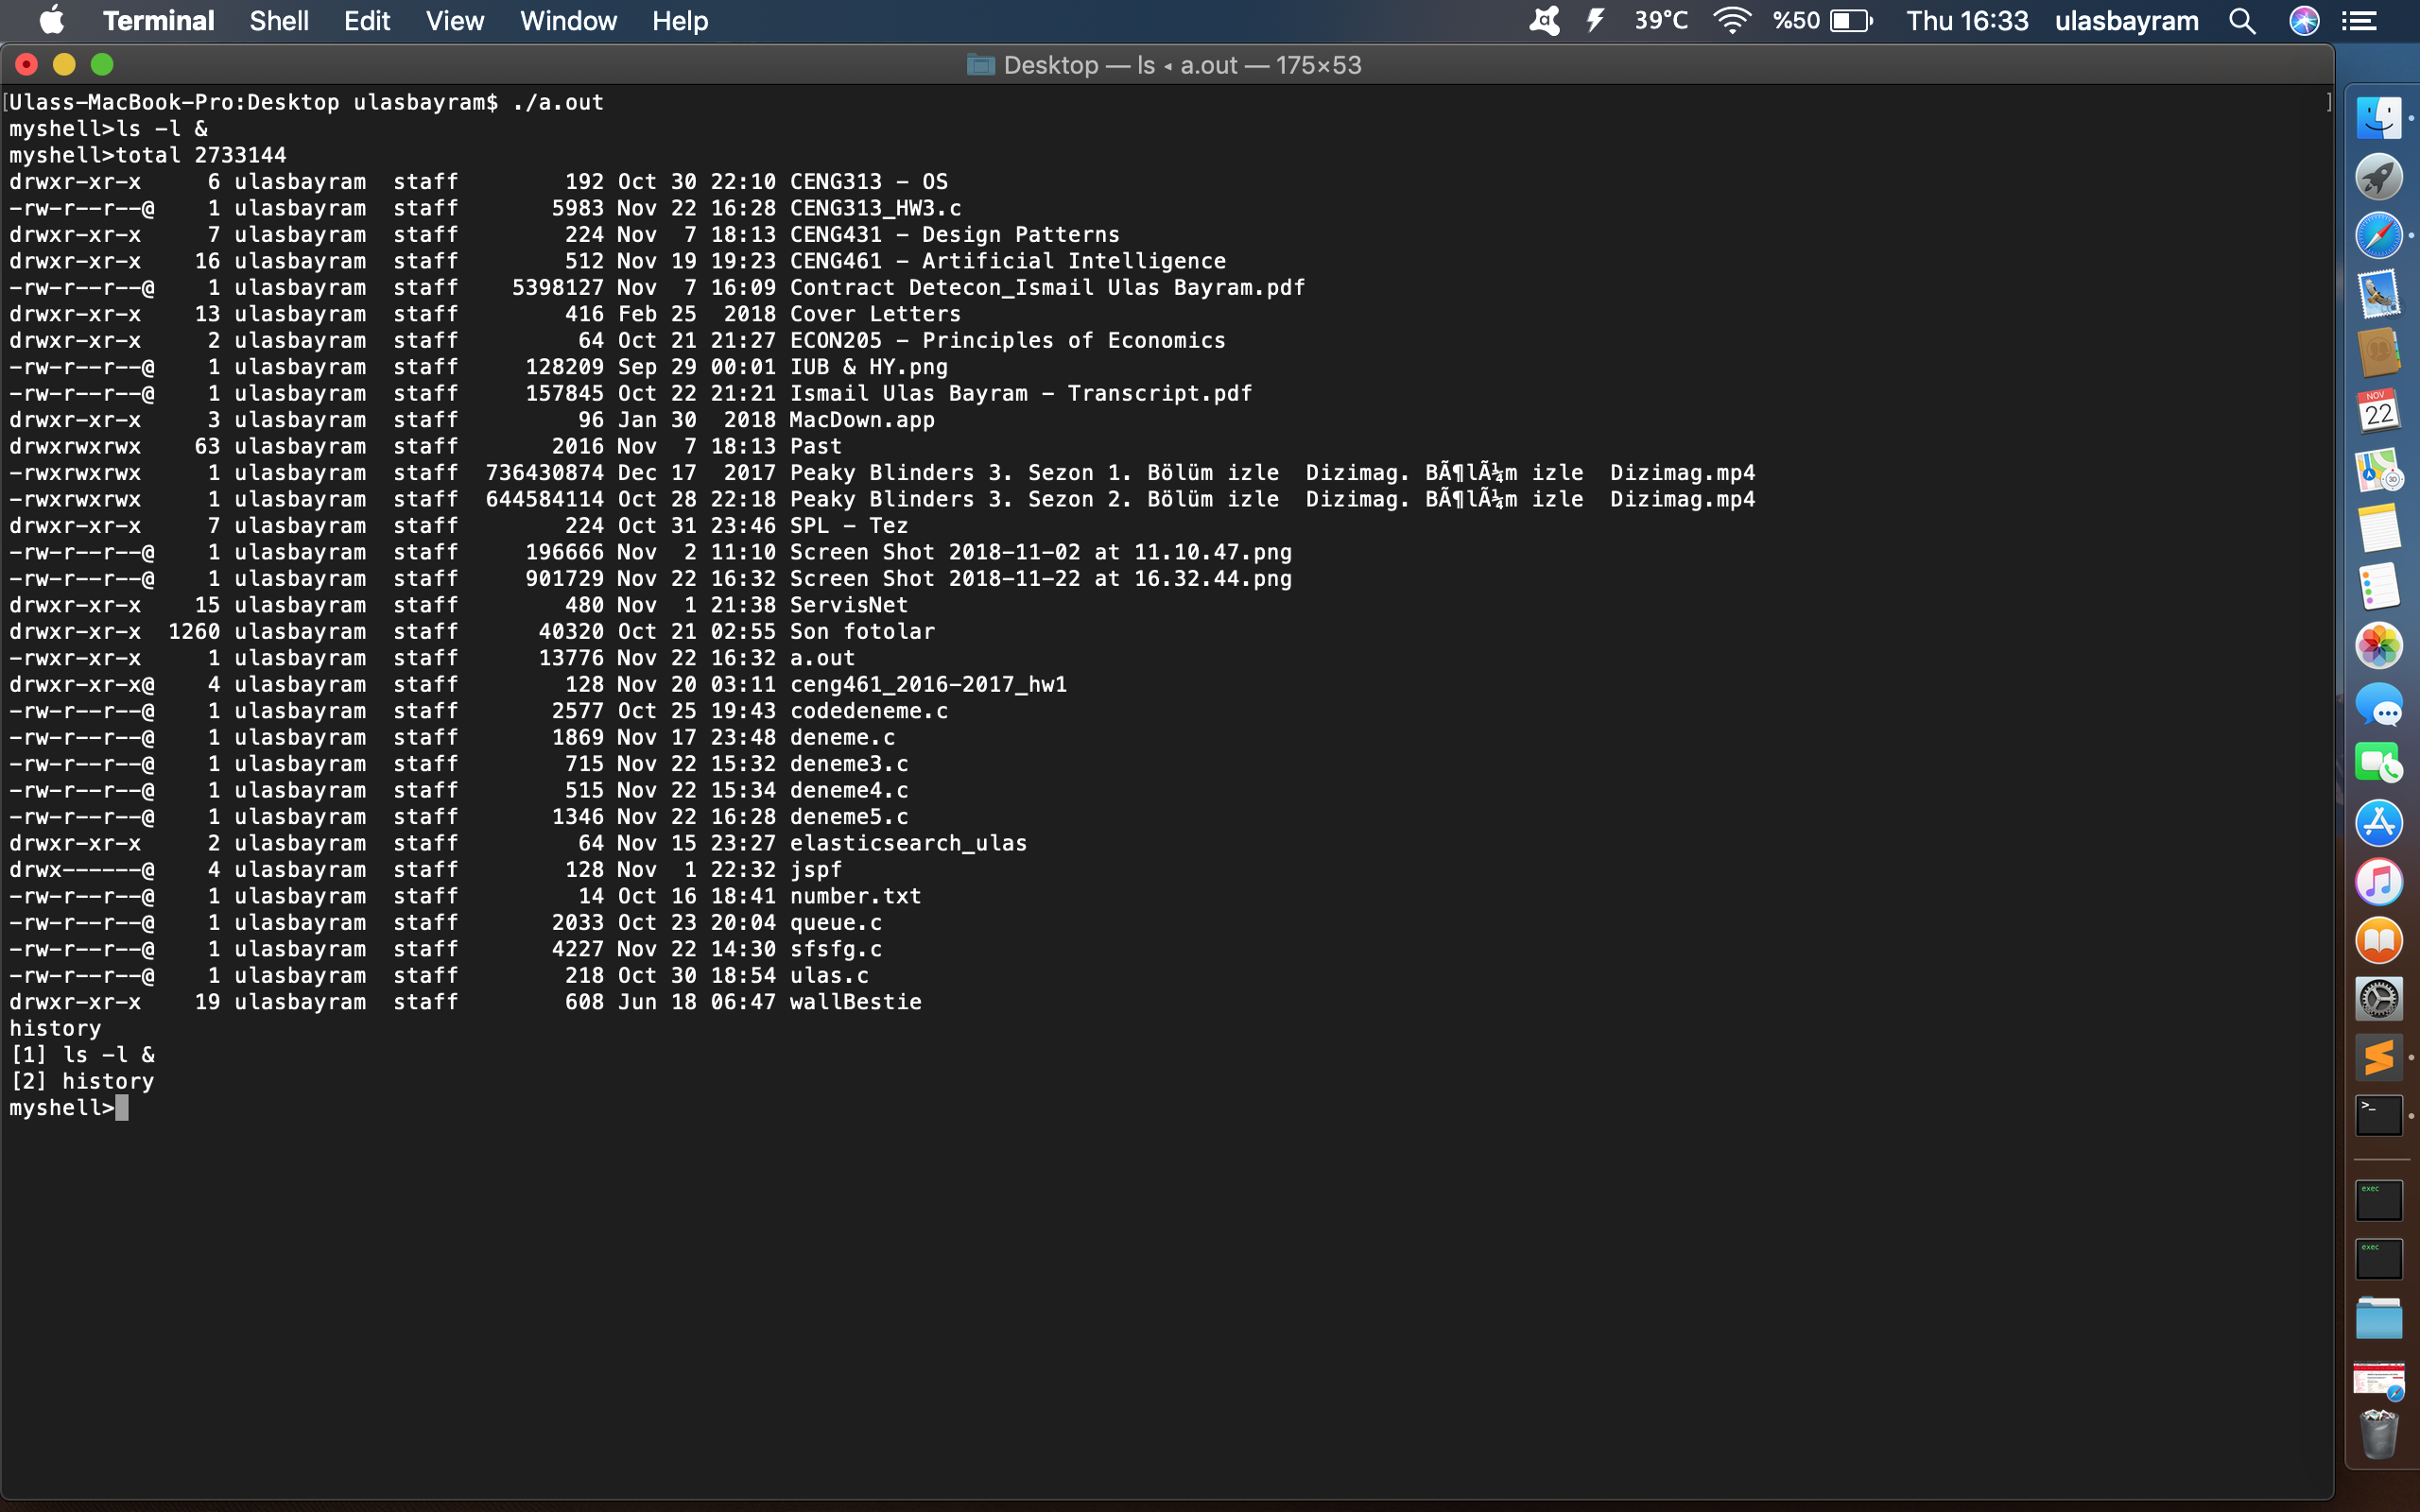 Terminal Shell Edit View Window Help 39°C %50 Thu 16:33 ulasbayram
Desktop — ls ◂ a.out — 175×53
[Ulass-MacBook-Pro:Desktop ulasbayram$ ./a.out ]
myshell>ls -l &
myshell>total 2733144
drwxr-xr-x     6 ulasbayram  staff        192 Oct 30 22:10 CENG313 - OS
-rw-r--r--@    1 ulasbayram  staff       5983 Nov 22 16:28 CENG313_HW3.c
drwxr-xr-x     7 ulasbayram  staff        224 Nov  7 18:13 CENG431 - Design Patterns
drwxr-xr-x    16 ulasbayram  staff        512 Nov 19 19:23 CENG461 - Artificial Intelligence
-rw-r--r--@    1 ulasbayram  staff    5398127 Nov  7 16:09 Contract Detecon_Ismail Ulas Bayram.pdf
drwxr-xr-x    13 ulasbayram  staff        416 Feb 25  2018 Cover Letters
drwxr-xr-x     2 ulasbayram  staff         64 Oct 21 21:27 ECON205 - Principles of Economics
-rw-r--r--@    1 ulasbayram  staff     128209 Sep 29 00:01 IUB & HY.png
-rw-r--r--@    1 ulasbayram  staff     157845 Oct 22 21:21 Ismail Ulas Bayram - Transcript.pdf
drwxr-xr-x     3 ulasbayram  staff         96 Jan 30  2018 MacDown.app
drwxrwxrwx    63 ulasbayram  staff       2016 Nov  7 18:13 Past
-rwxrwxrwx     1 ulasbayram  staff  736430874 Dec 17  2017 Peaky Blinders 3. Sezon 1. Bölüm izle  Dizimag. BÃ¶lÃ¼m izle  Dizimag.mp4
-rwxrwxrwx     1 ulasbayram  staff  644584114 Oct 28 22:18 Peaky Blinders 3. Sezon 2. Bölüm izle  Dizimag. BÃ¶lÃ¼m izle  Dizimag.mp4
drwxr-xr-x     7 ulasbayram  staff        224 Oct 31 23:46 SPL - Tez
-rw-r--r--@    1 ulasbayram  staff     196666 Nov  2 11:10 Screen Shot 2018-11-02 at 11.10.47.png
-rw-r--r--@    1 ulasbayram  staff     901729 Nov 22 16:32 Screen Shot 2018-11-22 at 16.32.44.png
drwxr-xr-x    15 ulasbayram  staff        480 Nov  1 21:38 ServisNet
drwxr-xr-x  1260 ulasbayram  staff      40320 Oct 21 02:55 Son fotolar
-rwxr-xr-x     1 ulasbayram  staff      13776 Nov 22 16:32 a.out
drwxr-xr-x@    4 ulasbayram  staff        128 Nov 20 03:11 ceng461_2016-2017_hw1
-rw-r--r--@    1 ulasbayram  staff       2577 Oct 25 19:43 codedeneme.c
-rw-r--r--@    1 ulasbayram  staff       1869 Nov 17 23:48 deneme.c
-rw-r--r--@    1 ulasbayram  staff        715 Nov 22 15:32 deneme3.c
-rw-r--r--@    1 ulasbayram  staff        515 Nov 22 15:34 deneme4.c
-rw-r--r--@    1 ulasbayram  staff       1346 Nov 22 16:28 deneme5.c
drwxr-xr-x     2 ulasbayram  staff         64 Nov 15 23:27 elasticsearch_ulas
drwx------@    4 ulasbayram  staff        128 Nov  1 22:32 jspf
-rw-r--r--@    1 ulasbayram  staff         14 Oct 16 18:41 number.txt
-rw-r--r--@    1 ulasbayram  staff       2033 Oct 23 20:04 queue.c
-rw-r--r--@    1 ulasbayram  staff       4227 Nov 22 14:30 sfsfg.c
-rw-r--r--@    1 ulasbayram  staff        218 Oct 30 18:54 ulas.c
drwxr-xr-x    19 ulasbayram  staff        608 Jun 18 06:47 wallBestie
history
[1] ls -l &
[2] history
myshell>
NOV
22
3D
>_
exec
exec